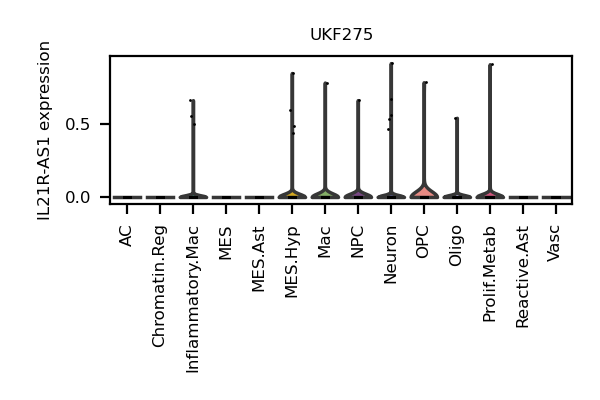 UKF275
IL21R-AS1 expression
0.5
0.0
AC
Chromatin.Reg
Inflammatory.Mac
MES
MES.Ast
MES.Hyp
Mac
NPC
Neuron
OPC
Oligo
Prolif.Metab
Reactive.Ast
Vasc